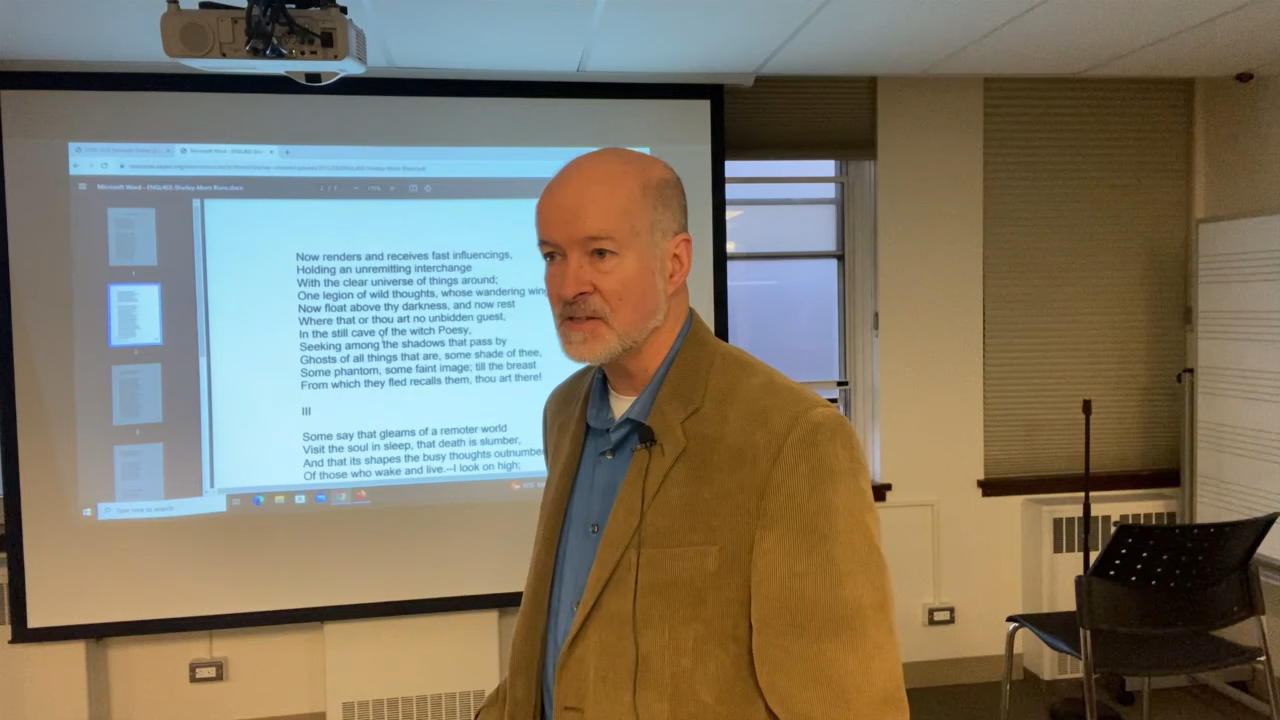 Microsoft Word - ENGL
Microsoft Word - ENGL402-Shelley-Mont Blanc.docx
Now renders and receives fast influencings,
Holding an unremitting interchange
With the clear universe of things around;
One legion of wild thoughts, whose wandering wing
Now float above thy darkness, and now rest
Where that or thou art no unbidden guest,
In the still cave of the witch Poesy,
Seeking among the shadows that pass by
Ghosts of all things that are, some shade of thee,
Some phantom, some faint image; till the breast
From which they fled recalls them, thou art there!
III
Some say that gleams of a remoter world
Visit the soul in sleep, that death is slumber,
And that its shapes the busy thoughts outnumber
Of those who wake and live.--I look on high;
Type here to search